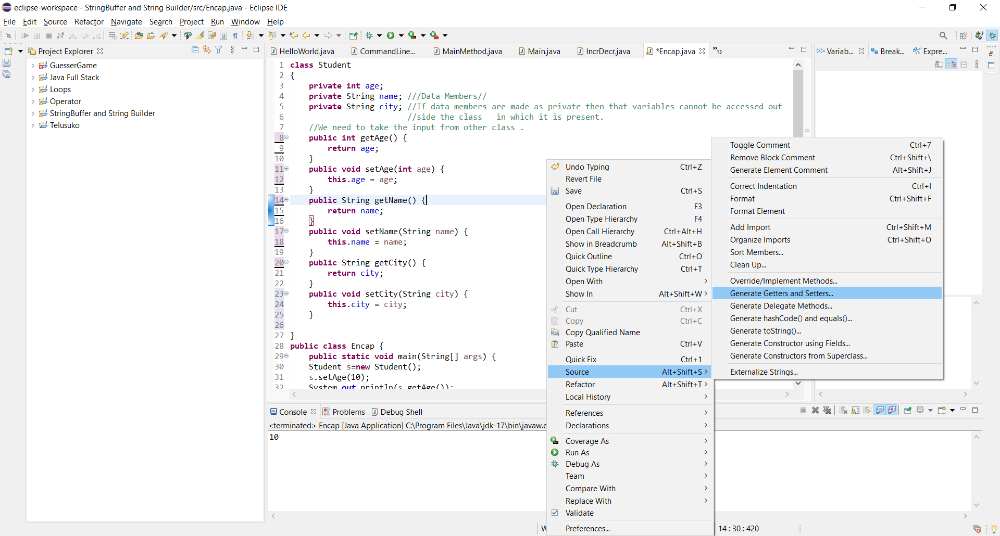 eclipse-workspace - StringBuffer and String Builder/src/Encap.java - Eclipse IDE
File Edit Source Refactor Navigate Search Project Run Window Help
Project Explorer
GuesserGame
Java Full Stack
Loops
Operator
StringBuffer and String Builder
Telusuko
HelloWorld.java CommandLine... MainMethod.java Main.java IncrDecr.java *Encap.java »13
1 class Student
2 {
3 private int age;
4 private String name; ///Data Members//
5 private String city; //If data members are made as private then that variables cannot be accessed out
6 //side the class in which it is present.
7 //We need to take the input from other class .
8 public int getAge() {
9 return age;
10 }
11 public void setAge(int age) {
12 this.age = age;
13 }
14 public String getName() {
15 return name;
16 }
17 public void setName(String name) {
18 this.name = name;
19 }
20 public String getCity() {
21 return city;
22 }
23 public void setCity(String city) {
24 this.city = city;
25 }
26
27 }
28 public class Encap {
29 public static void main(String[] args) {
30 Student s=new Student();
31 s.setAge(10);
32 System.out.println(s.getAge());
Undo Typing Ctrl+Z
Revert File
Save Ctrl+S
Open Declaration F3
Open Type Hierarchy F4
Open Call Hierarchy Ctrl+Alt+H
Show in Breadcrumb Alt+Shift+B
Quick Outline Ctrl+O
Quick Type Hierarchy Ctrl+T
Open With
Show In Alt+Shift+W
Cut Ctrl+X
Copy Ctrl+C
Copy Qualified Name
Paste Ctrl+V
Quick Fix Ctrl+1
Source Alt+Shift+S
Refactor Alt+Shift+T
Local History
References
Declarations
Coverage As
Run As
Debug As
Team
Compare With
Replace With
Validate
Preferences...
Toggle Comment Ctrl+7
Remove Block Comment Ctrl+Shift+\
Generate Element Comment Alt+Shift+J
Correct Indentation Ctrl+I
Format Ctrl+Shift+F
Format Element
Add Import Ctrl+Shift+M
Organize Imports Ctrl+Shift+O
Sort Members...
Clean Up...
Override/Implement Methods...
Generate Getters and Setters...
Generate Delegate Methods...
Generate hashCode() and equals()...
Generate toString()...
Generate Constructor using Fields...
Generate Constructors from Superclass...
Externalize Strings...
(x)= Variab... Break... Expre...
Console Problems Debug Shell
<terminated> Encap [Java Application] C:\Program Files\Java\jdk-17\bin\javaw.e
10
W
14 : 30 : 420